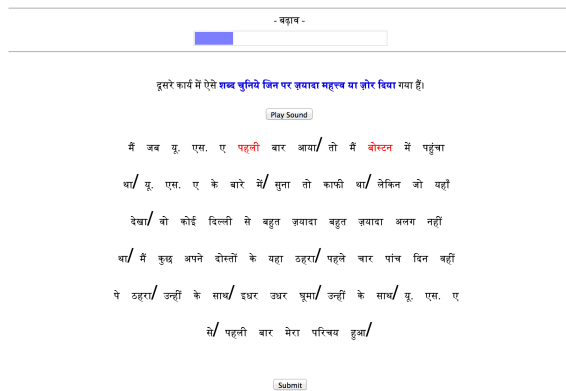 - बढ़ाव -
दूसरे कार्य में ऐसे शब्द चुनिये जिन पर ज़यादा महत्त्व या ज़ोर दिया गया हैं।
Play Sound
मैं जब यू. एस. ए पहली बार आया/ तो मैं बोस्टन में पहुंचा
था/ यू. एस. ए के बारे में/ सुना तो काफी था/ लेकिन जो यहाँ
देखा/ वो कोई दिल्ली से बहुत ज़यादा बहुत ज़यादा अलग नहीं
था/ मैं कुछ अपने दोस्तों के यहा ठहरा/ पहले चार पांच दिन वहीं
पे ठहरा/ उन्हीं के साथ/ इधर उधर घूमा/ उन्हीं के साथ/ यू. एस. ए
से/ पहली बार मेरा परिचय हुआ/
Submit